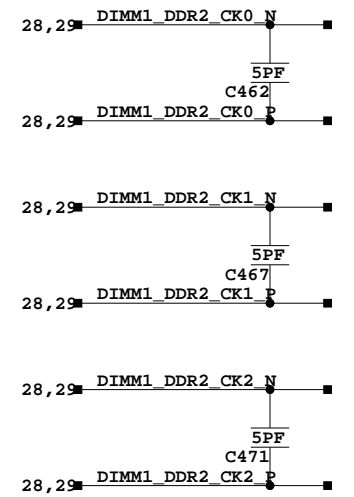 28,29 DIMM1_DDR2_CK0_N
5PF
C462
28,29 DIMM1_DDR2_CK0_P
28,29 DIMM1_DDR2_CK1_N
5PF
C467
28,29 DIMM1_DDR2_CK1_P
28,29 DIMM1_DDR2_CK2_N
5PF
C471
28,29 DIMM1_DDR2_CK2_P